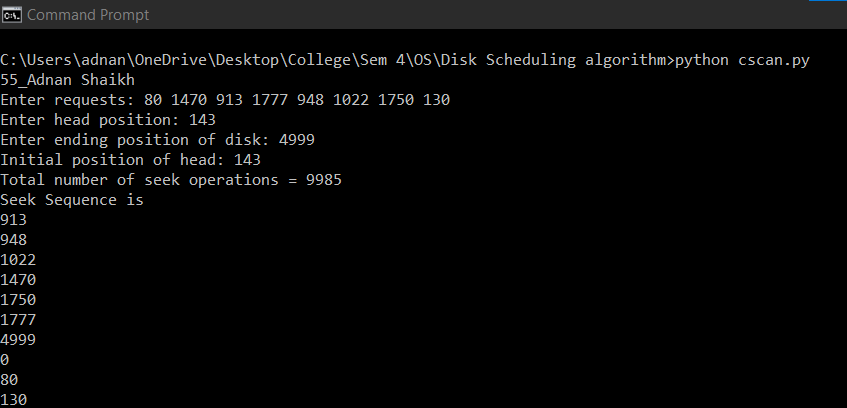 Command Prompt
C:\Users\adnan\OneDrive\Desktop\College\Sem 4\OS\Disk Scheduling algorithm>python cscan.py
55_Adnan Shaikh
Enter requests: 80 1470 913 1777 948 1022 1750 130
Enter head position: 143
Enter ending position of disk: 4999
Initial position of head: 143
Total number of seek operations = 9985
Seek Sequence is
913
948
1022
1470
1750
1777
4999
0
80
130